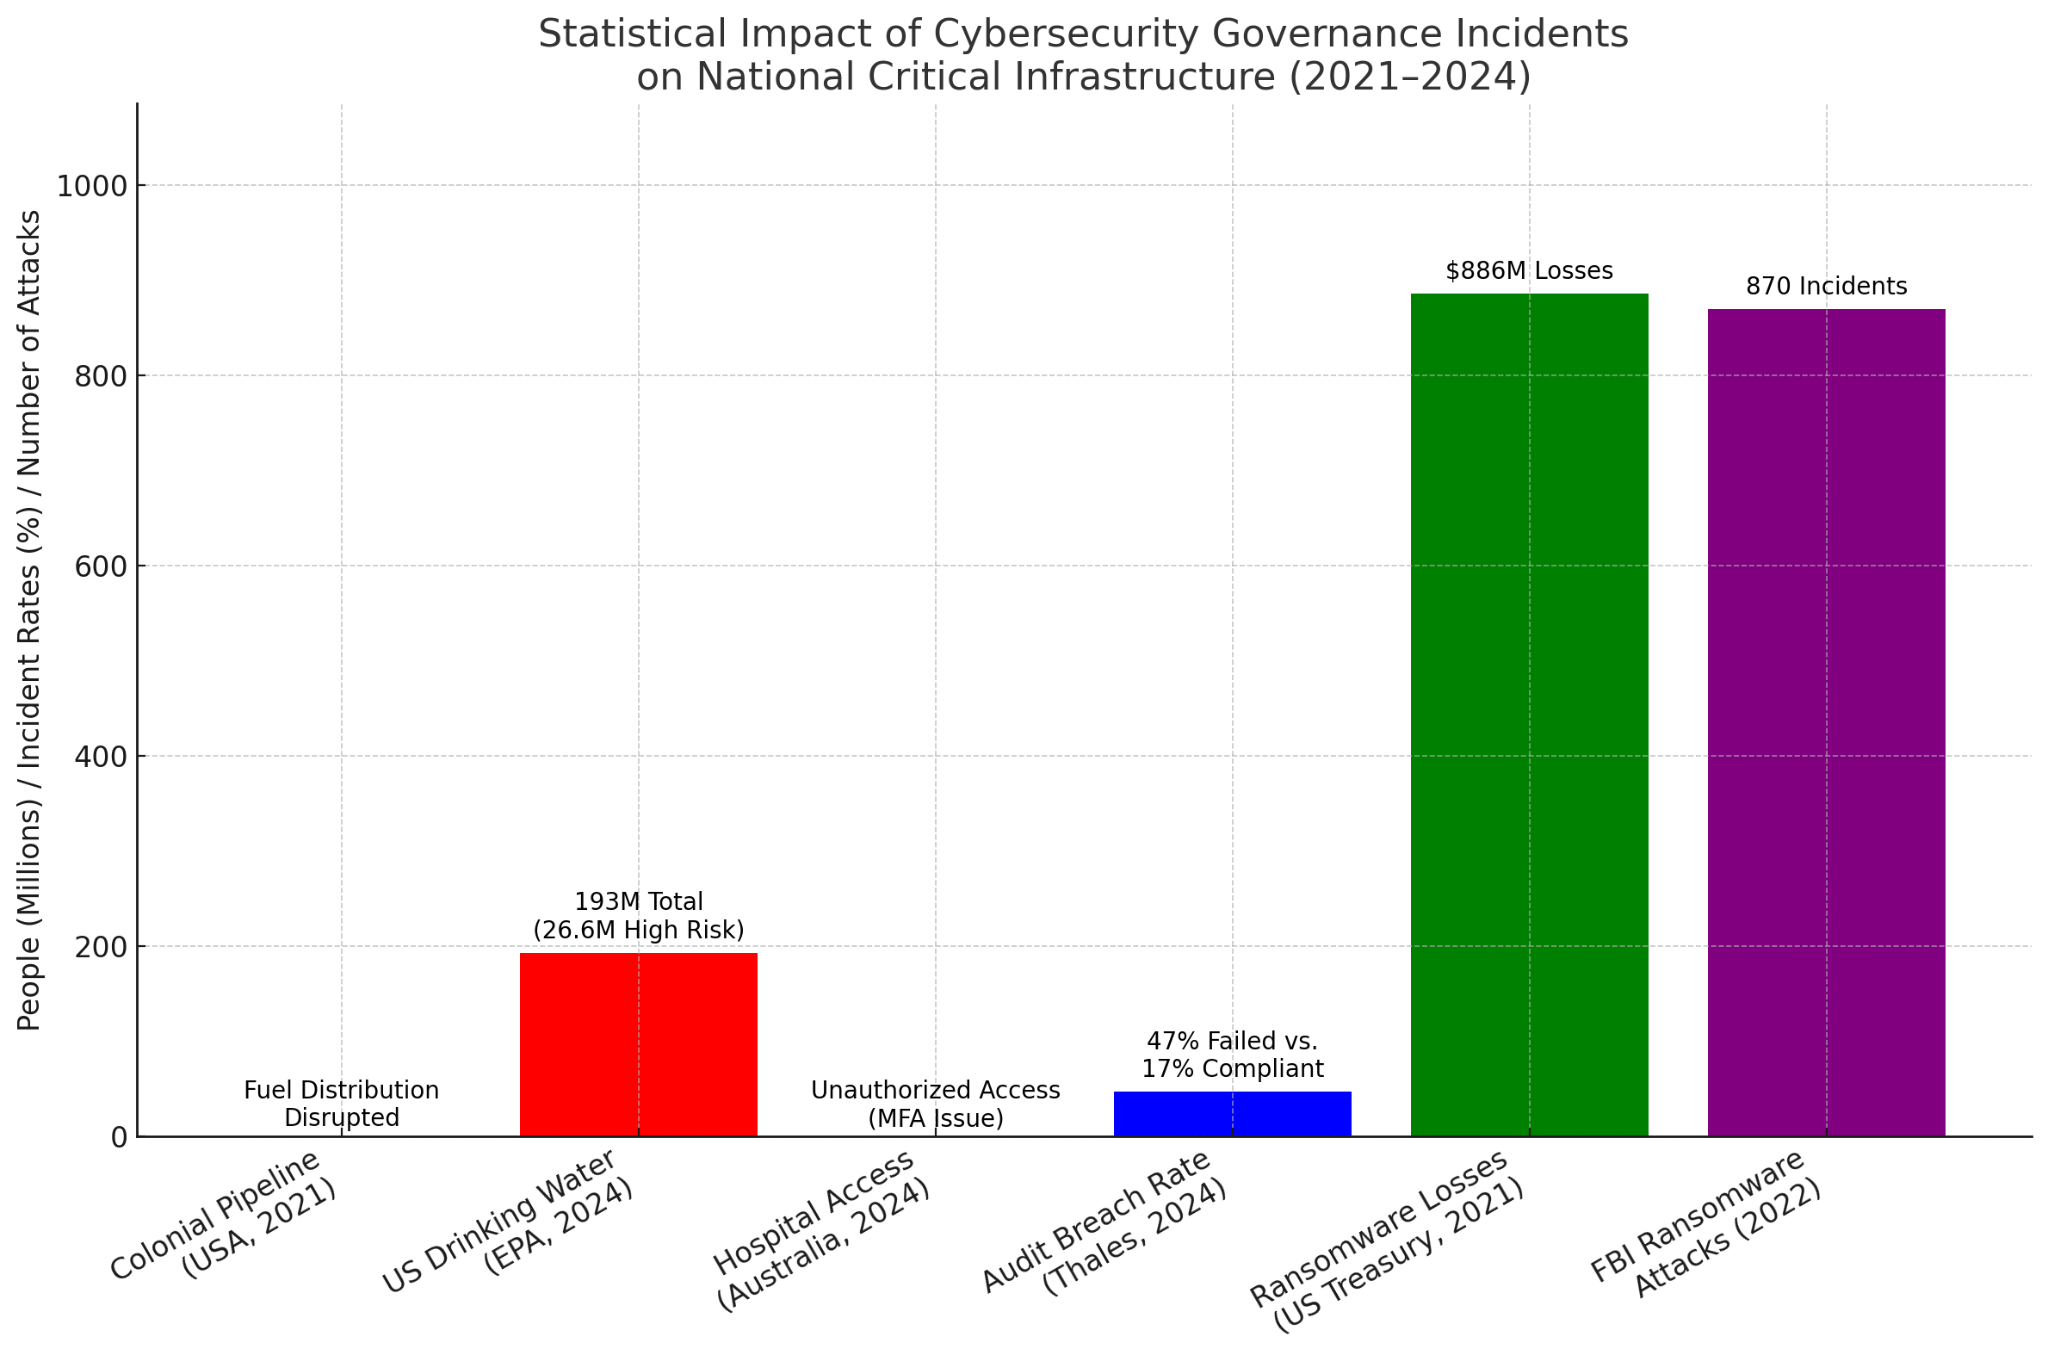 Statistical Impact of Cybersecurity Governance Incidents
on National Critical Infrastructure (2021–2024)
People (Millions) / Incident Rates (%) / Number of Attacks
1000
800
600
400
200
0
Fuel Distribution
Disrupted
193M Total
(26.6M High Risk)
Unauthorized Access
(MFA Issue)
47% Failed vs.
17% Compliant
$886M Losses
870 Incidents
Colonial Pipeline
(USA, 2021)
US Drinking Water
(EPA, 2024)
Hospital Access
(Australia, 2024)
Audit Breach Rate
(Thales, 2024)
Ransomware Losses
(US Treasury, 2021)
FBI Ransomware
Attacks (2022)